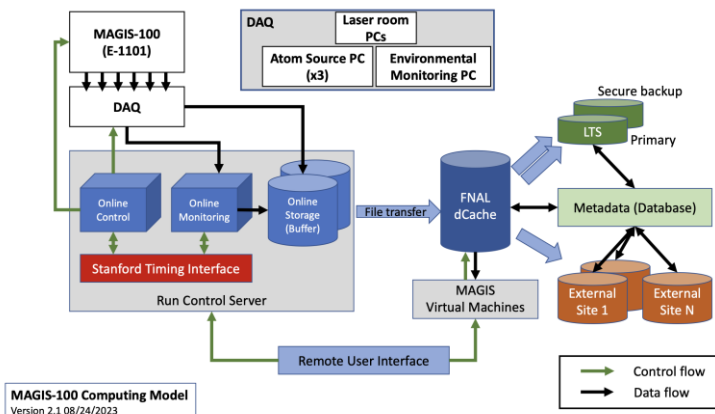 MAGIS-100
(E-1101)
DAQ
DAQ
Laser room
PCs
Atom Source PC
(x3)
Environmental
Monitoring PC
Online
Control
Online
Monitoring
Online
Storage
(Buffer)
Stanford Timing Interface
Run Control Server
File transfer
FNAL
dCache
MAGIS
Virtual Machines
Remote User Interface
Secure backup
LTS
Primary
Metadata (Database)
External
Site 1
External
Site N
Control flow
Data flow
MAGIS-100 Computing Model
Version 2.1 08/24/2023